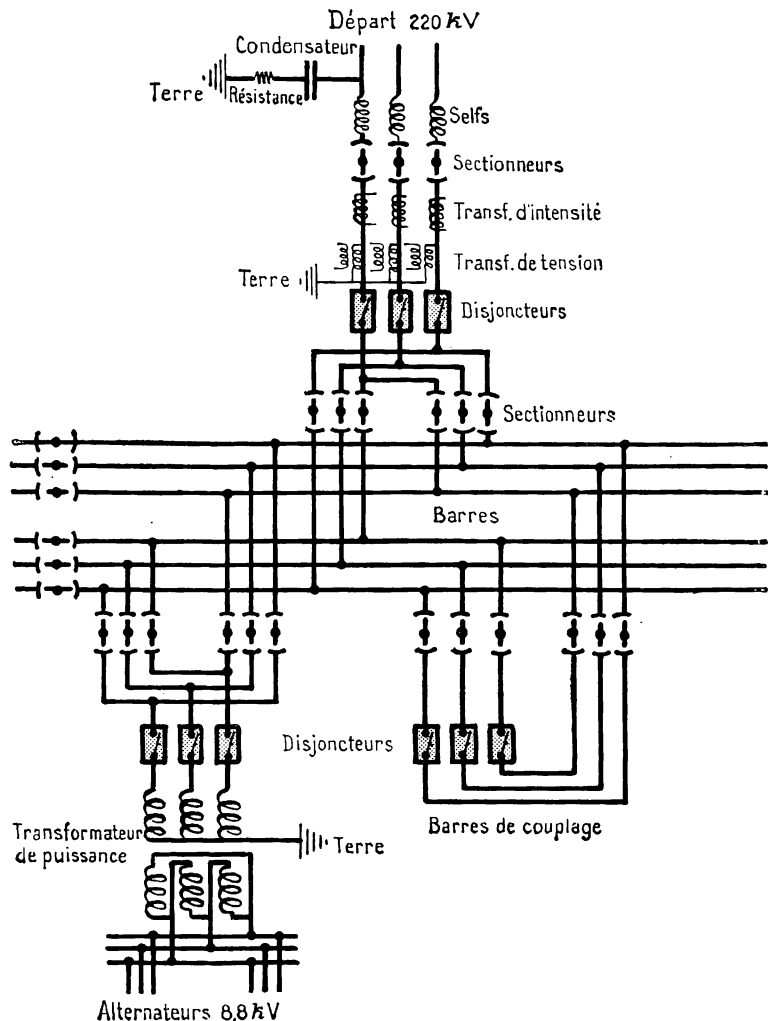 Départ 220 kV
Condensateur
Terre
Résistance
Selfs
Sectionneurs
Transf. d'intensité
Transf. de tension
Terre
Disjoncteurs
Sectionneurs
Barres
Disjoncteurs
Barres de couplage
Transformateur
de puissance
Terre
Alternateurs 8,8 kV